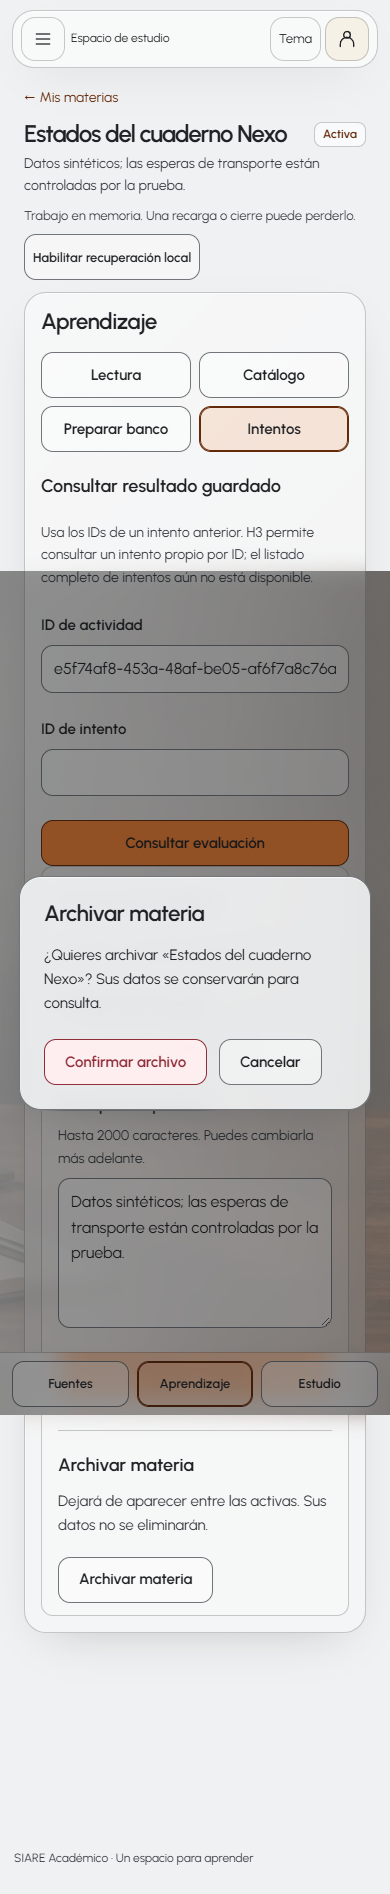 Espacio de estudio
Tema
← Mis materias
Estados del cuaderno Nexo
Activa
Datos sintéticos; las esperas de transporte están
controladas por la prueba.
Trabajo en memoria. Una recarga o cierre puede perderlo.
Habilitar recuperación local
Aprendizaje
Lectura
Catálogo
Preparar banco
Intentos
Consultar resultado guardado
Usa los IDs de un intento anterior. H3 permite
consultar un intento propio por ID; el listado
completo de intentos aún no está disponible.
ID de actividad
e5f74af8-453a-48af-be05-af6f7a8c76a
ID de intento
Consultar evaluación
Archivar materia
¿Quieres archivar «Estados del cuaderno
Nexo»? Sus datos se conservarán para
consulta.
Confirmar archivo
Cancelar
Hasta 2000 caracteres. Puedes cambiarla
más adelante.
Datos sintéticos; las esperas de
transporte están controladas por la
prueba.
Fuentes
Aprendizaje
Estudio
Archivar materia
Dejará de aparecer entre las activas. Sus
datos no se eliminarán.
Archivar materia
SIARE Académico · Un espacio para aprender